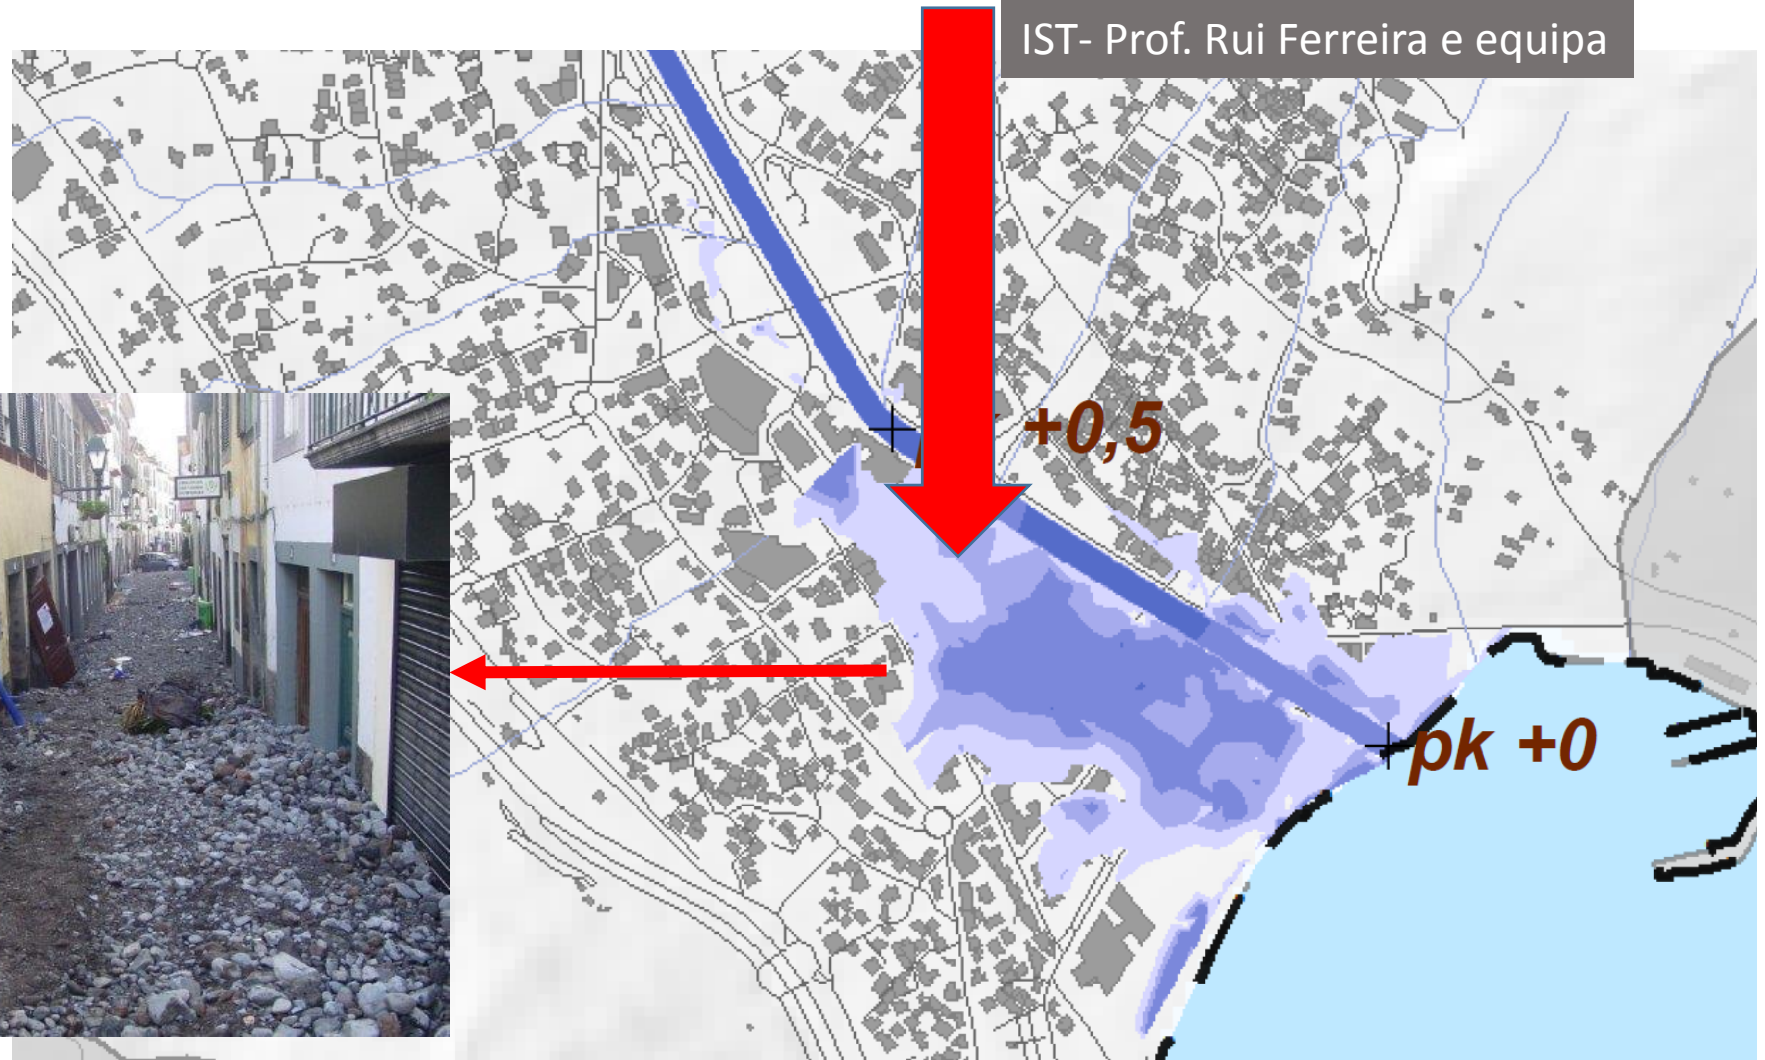 IST- Prof. Rui Ferreira e equipa
+0,5
pk +0